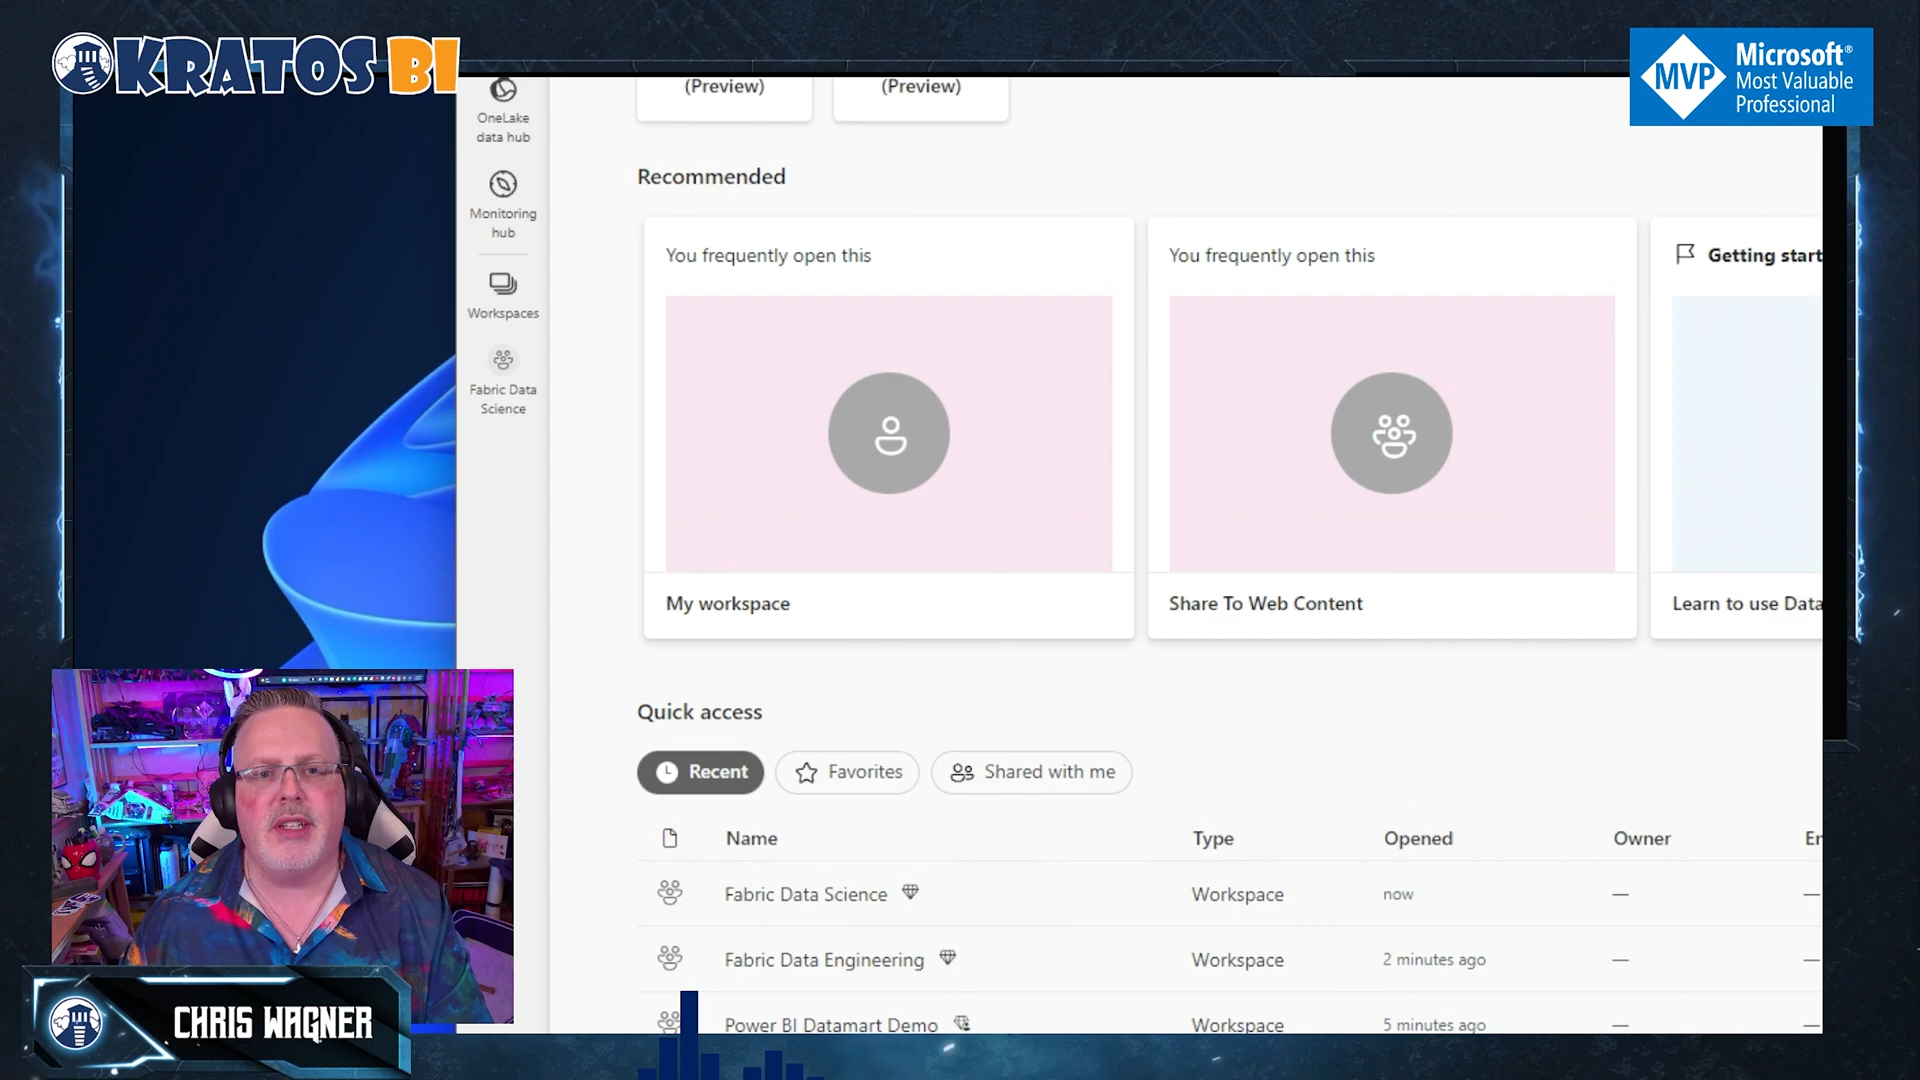 KRATOS BI
Microsoft®
Most Valuable
Professional
MVP
OneLake
data hub
Monitoring
hub
Workspaces
Fabric Data
Science
(Preview)
(Preview)
Recommended
You frequently open this
You frequently open this
Getting start
My workspace
Share To Web Content
Learn to use Data
Quick access
Recent
Favorites
Shared with me
Name
Type
Opened
Owner
En
Fabric Data Science
Workspace
now
—
—
Fabric Data Engineering
Workspace
2 minutes ago
—
—
Power BI Datamart Demo
Workspace
5 minutes ago
—
—
CHRIS WAGNER